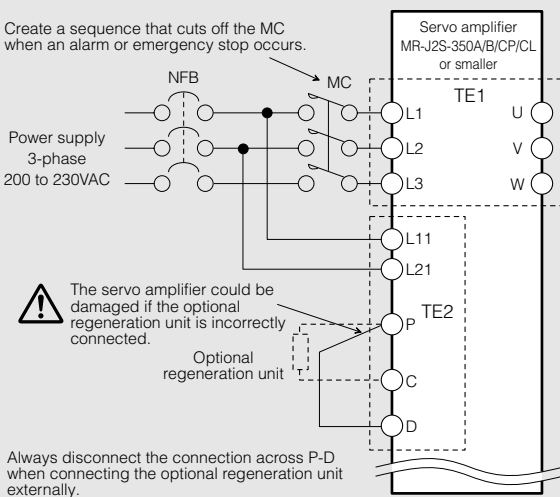 Create a sequence that cuts off the MC
when an alarm or emergency stop occurs.
Servo amplifier
MR-J2S-350A/B/CP/CL
or smaller
NFB
MC
TE1
L1
U
Power supply
3-phase
200 to 230VAC
L2
V
L3
W
L11
L21
The servo amplifier could be
damaged if the optional
regeneration unit is incorrectly
connected.
TE2
P
Optional
regeneration unit
C
D
Always disconnect the connection across P-D
when connecting the optional regeneration unit
externally.